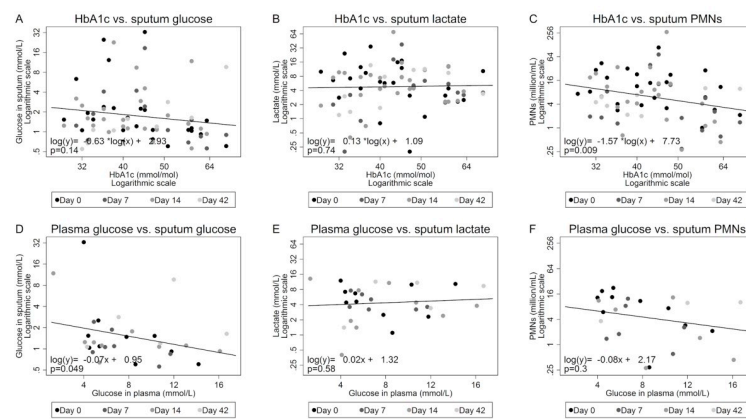 A
HbA1c vs. sputum glucose
Glucose in sputum (mmol/L)
Logarithmic scale
32
16
8
4
2
1
.5
log(y)= -0.63 *log(x) + 2.93
p=0.14
32 40 48 56 64
HbA1c (mmol/mol)
Logarithmic scale
Day 0 Day 7 Day 14 Day 42
B
HbA1c vs. sputum lactate
Lactate (mmol/L)
Logarithmic scale
64
32
16
8
4
2
1
.5
.25
log(y)= 0.13 *log(x) + 1.09
p=0.74
30 40 50 60 70
HbA1c (mmol/mol)
Logarithmic scale
Day 0 Day 7 Day 14 Day 42
C
HbA1c vs. sputum PMNs
PMNs (million/mL)
Logarithmic scale
256
64
16
4
1
.25
log(y)= -1.57 *log(x) + 7.73
p=0.009
32 40 48 56 64
HbA1c (mmol/mol)
Logarithmic scale
Day 0 Day 7 Day 14 Day 42
D
Plasma glucose vs. sputum glucose
Glucose in sputum (mmol/L)
Logarithmic scale
32
16
8
4
2
1
.5
log(y)= -0.07x + 0.95
p=0.049
4 8 12 16
Glucose in plasma (mmol/L)
Day 0 Day 7 Day 14 Day 42
E
Plasma glucose vs. sputum lactate
Lactate (mmol/L)
Logarithmic scale
64
32
16
8
4
2
1
.5
.25
log(y)= 0.02x + 1.32
p=0.58
4 8 12 16
Glucose in plasma (mmol/L)
Day 0 Day 7 Day 14 Day 42
F
Plasma glucose vs. sputum PMNs
PMNs (million/mL)
Logarithmic scale
256
64
16
4
1
.25
log(y)= -0.08x + 2.17
p=0.3
4 8 12 16
Glucose in plasma (mmol/L)
Day 0 Day 7 Day 14 Day 42